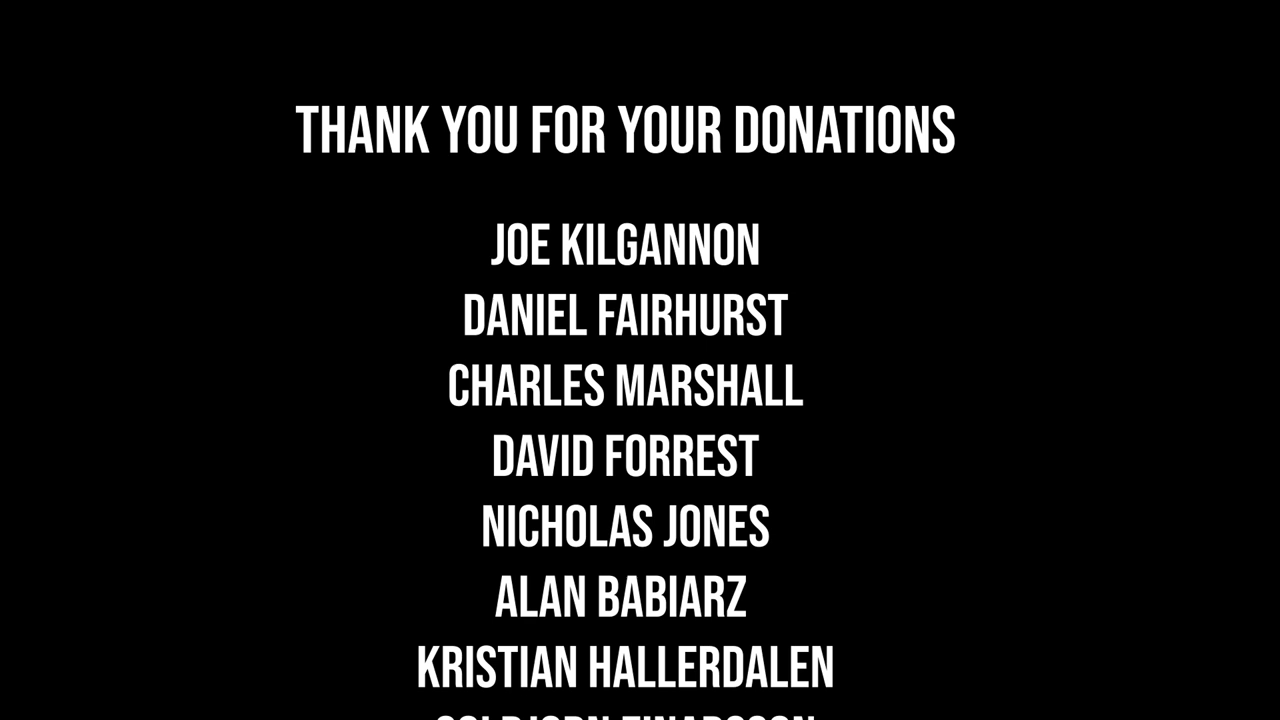 THANK YOU FOR YOUR DONATIONS
JOE KILGANNON
DANIEL FAIRHURST
CHARLES MARSHALL
DAVID FORREST
NICHOLAS JONES
ALAN BABIARZ
KRISTIAN HALLERDALEN